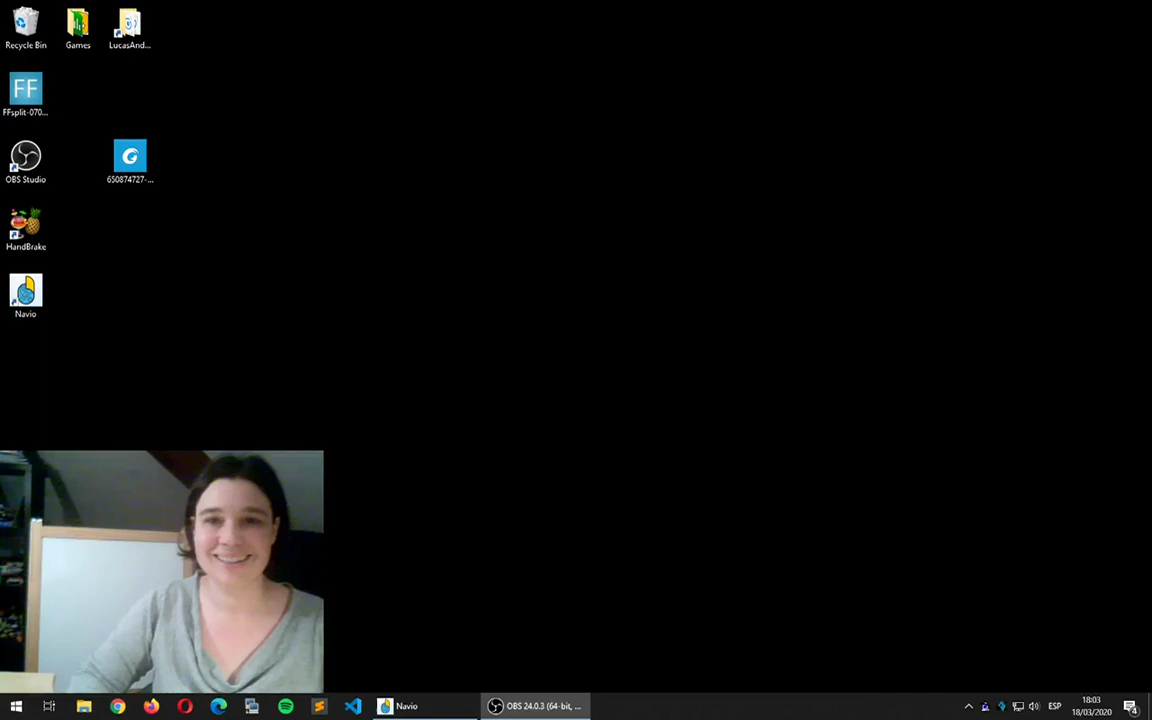 Recycle Bin
Games
LucasAnd...
FF
FFsplit-070...
OBS Studio
650874727-...
HandBrake
Navio
Navio
OBS 24.0.3 (64-bit, ...
ESP
18:03
18/03/2020
4